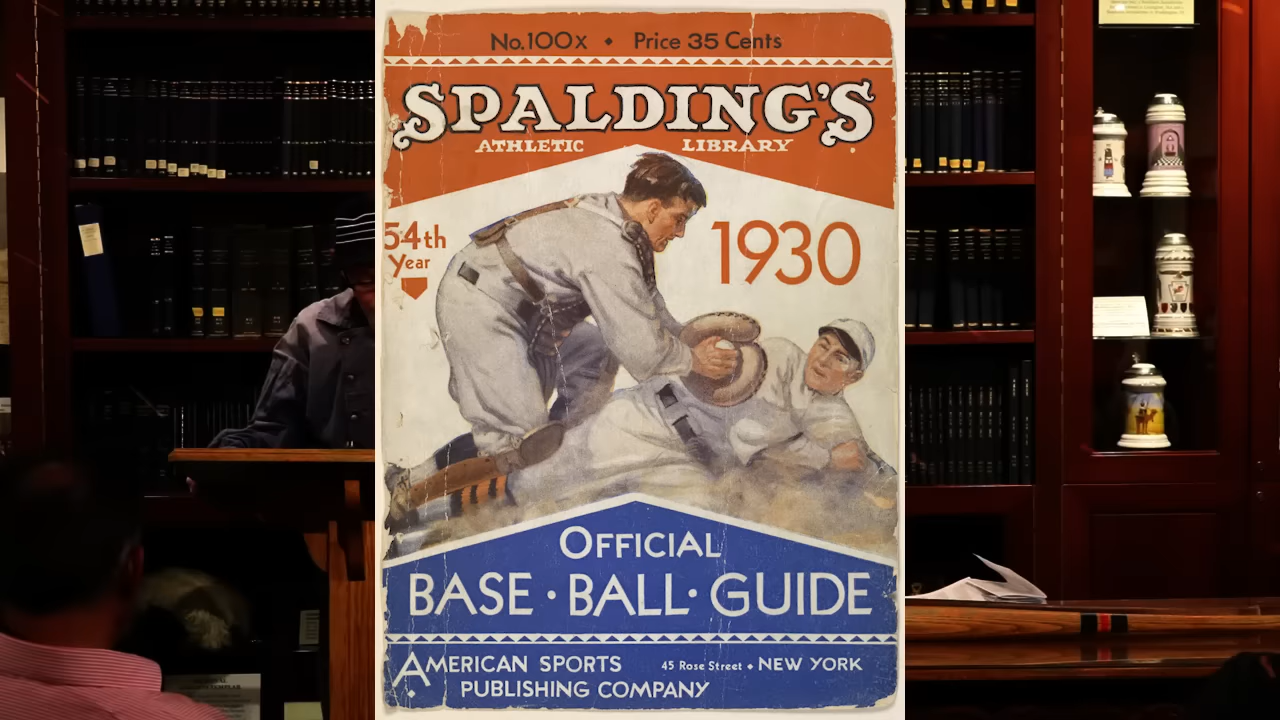 No.100x ⬥ Price 35 Cents
SPALDING'S
ATHLETIC LIBRARY
54th
Year
1930
OFFICIAL
BASE·BALL·GUIDE
AMERICAN SPORTS 45 Rose Street ⬥ NEW YORK
PUBLISHING COMPANY